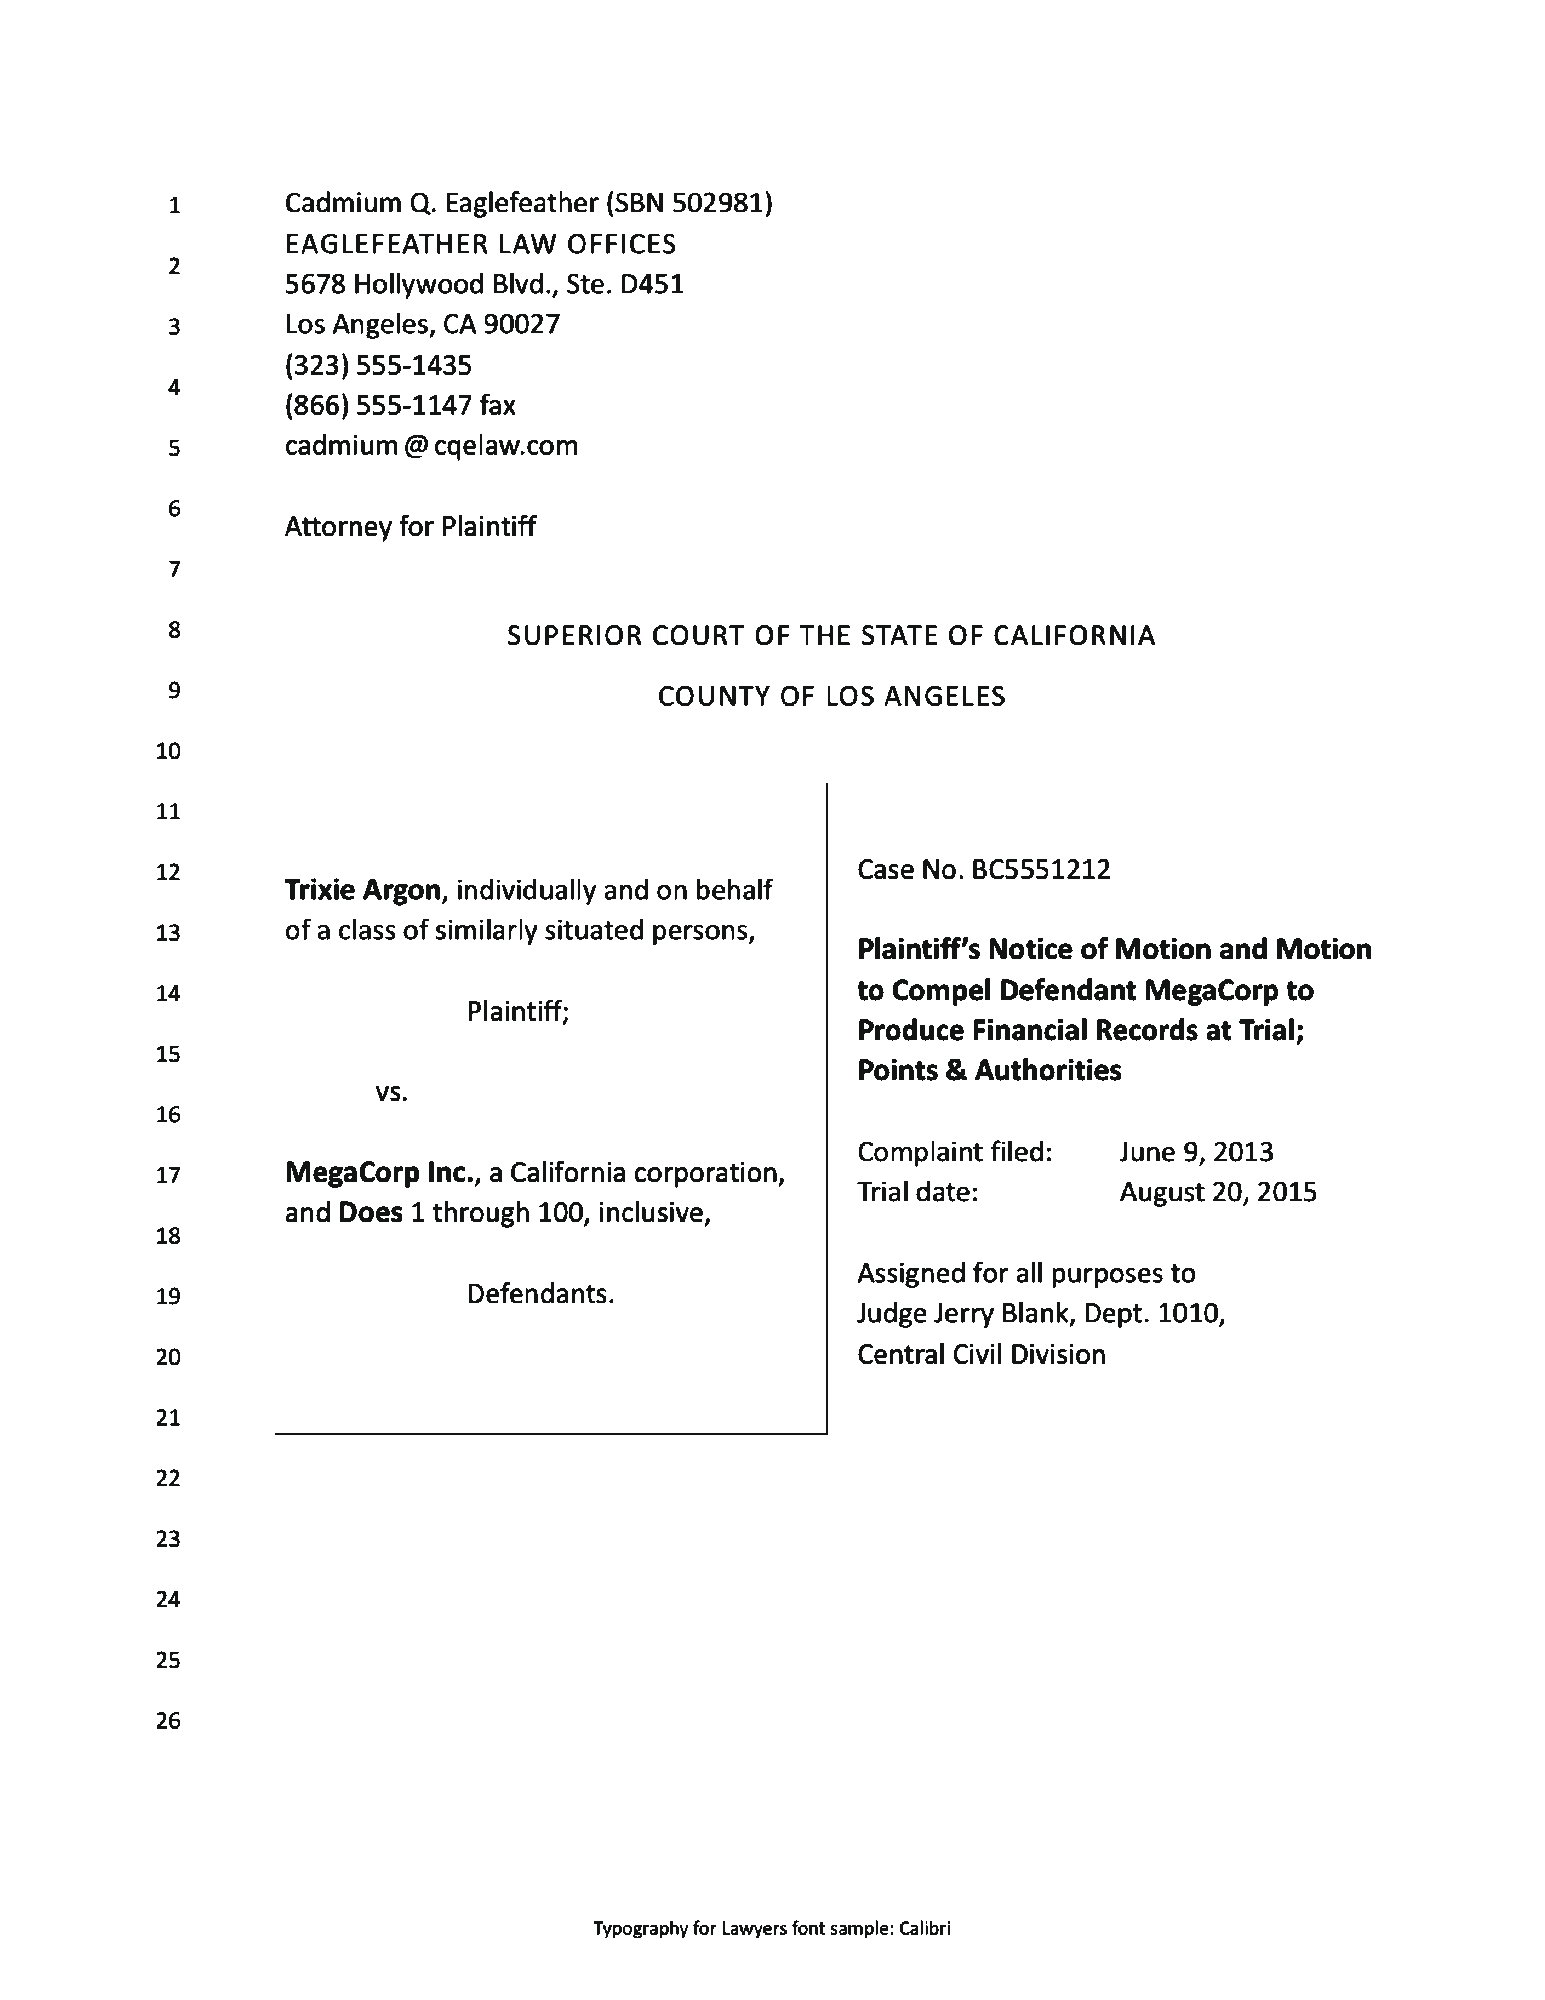 1
2
3
4
5
6
7
8
9
10
11
12
13
14
15
16
17
18
19
20
21
22
23
24
25
26
Cadmium Q. Eaglefeather (SBN 502981)
EAGLEFEATHER LAW OFFICES
5678 Hollywood Blvd., Ste. D451
Los Angeles, CA 90027
(323) 555-1435
(866) 555-1147 fax
cadmium @ cqelaw.com
Attorney for Plaintiff
SUPERIOR COURT OF THE STATE OF CALIFORNIA
COUNTY OF LOS ANGELES
Trixie Argon, individually and on behalf
of a class of similarly situated persons,
Plaintiff;
vs.
MegaCorp Inc., a California corporation,
and Does 1 through 100, inclusive,
Defendants.
Case No. BC5551212
Plaintiff’s Notice of Motion and Motion
to Compel Defendant MegaCorp to
Produce Financial Records at Trial;
Points & Authorities
Complaint filed: June 9, 2013
Trial date: August 20, 2015
Assigned for all purposes to
Judge Jerry Blank, Dept. 1010,
Central Civil Division
Typography for Lawyers font sample: Calibri